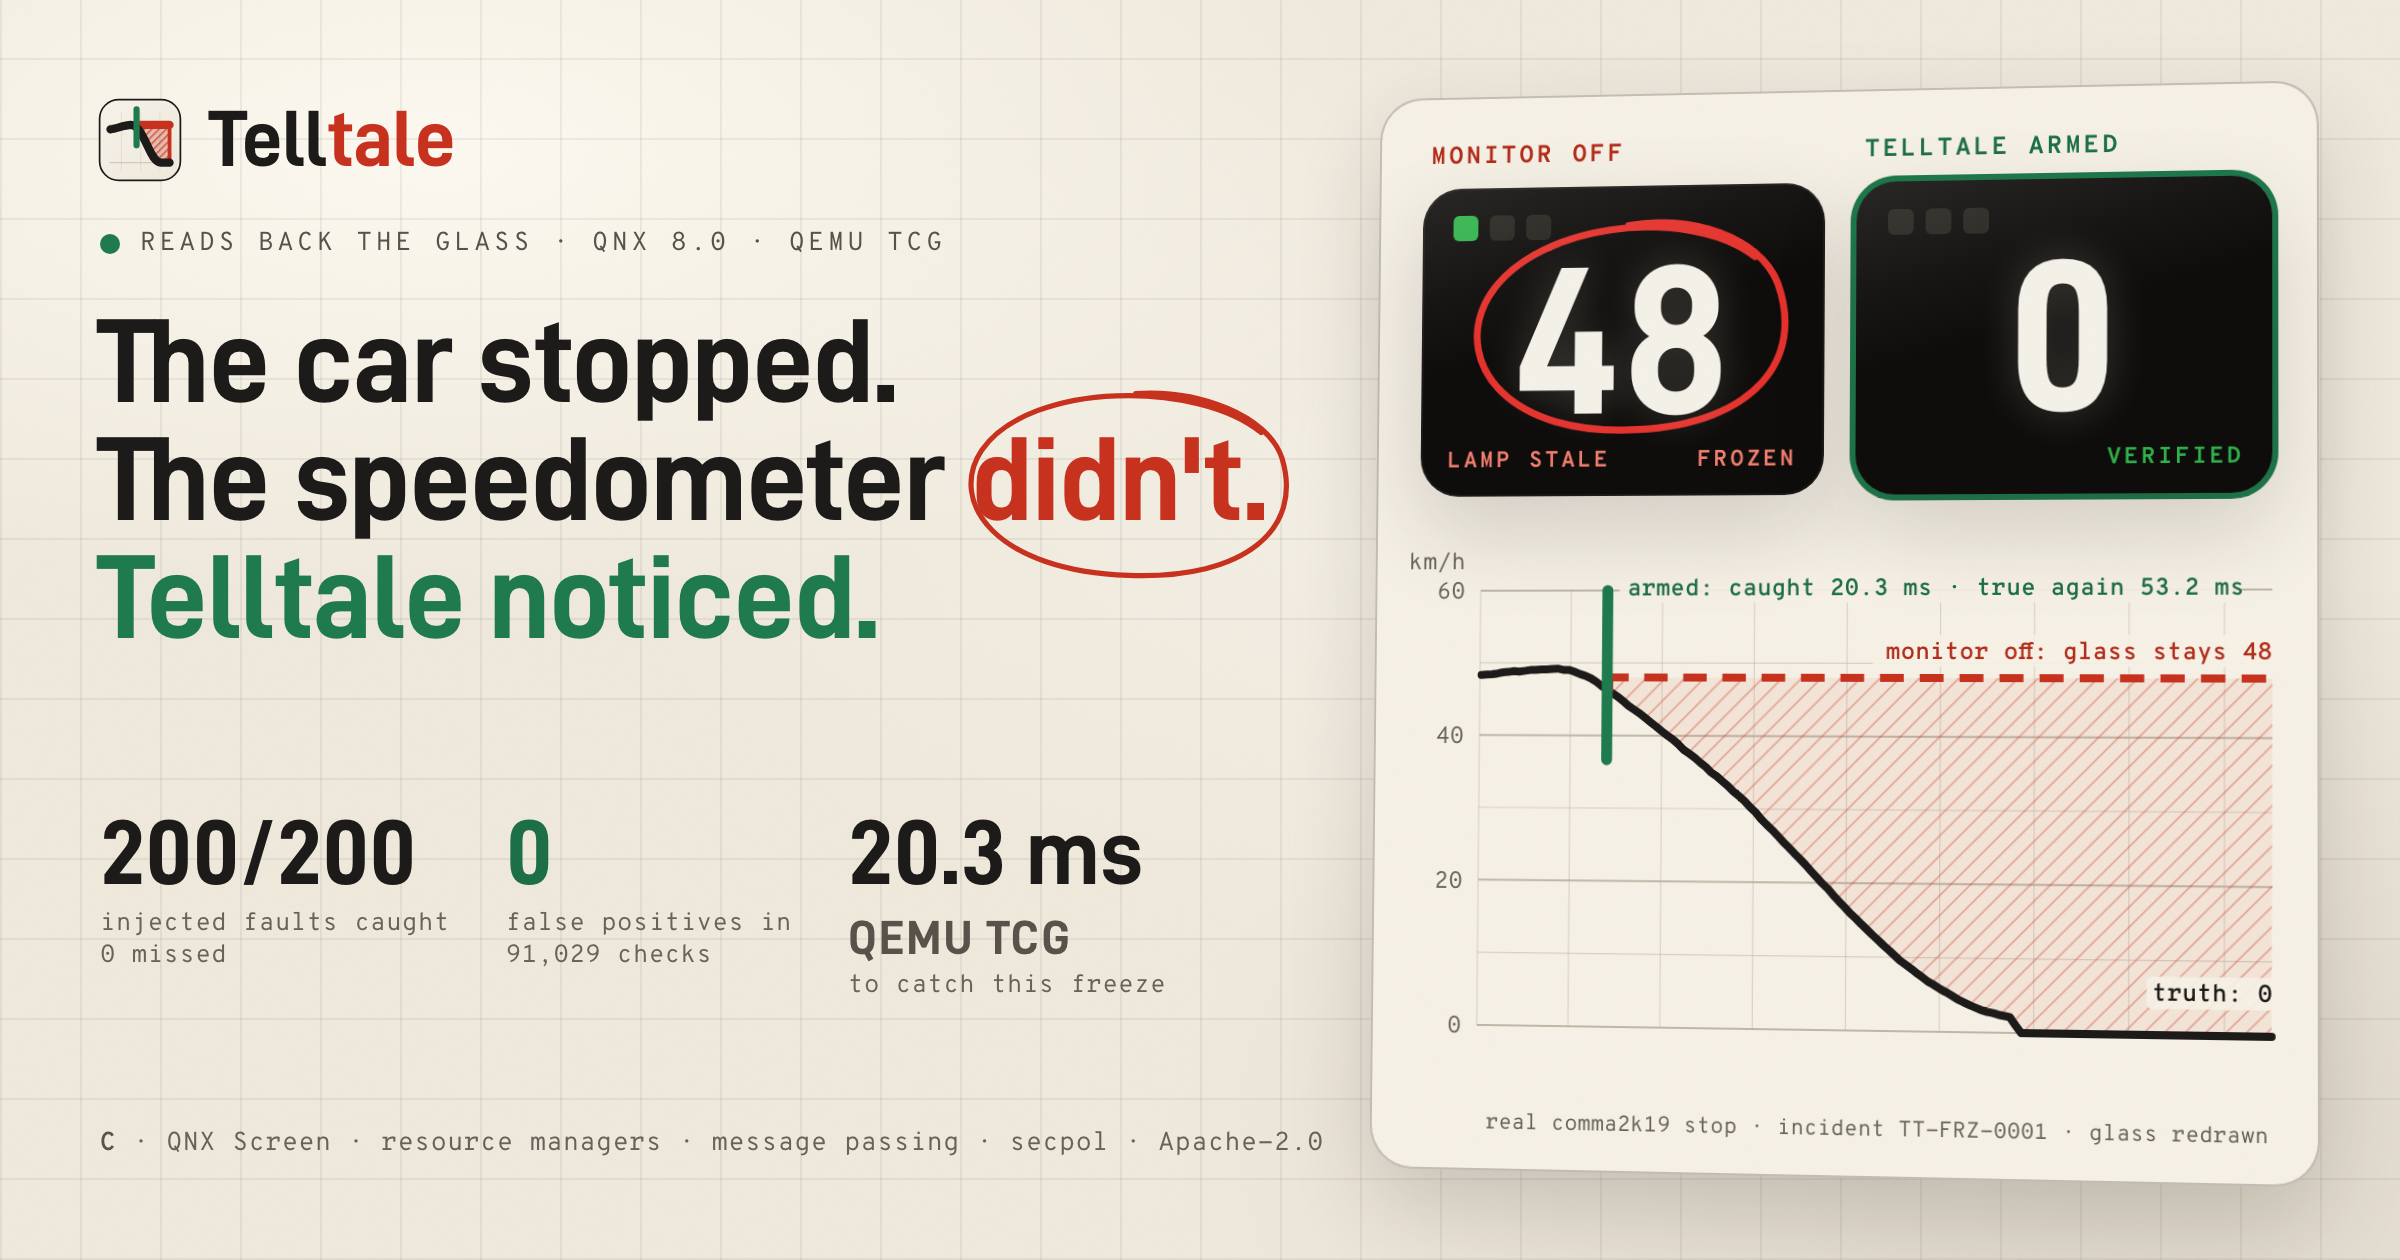 Telltale
READS BACK THE GLASS · QNX 8.0 · QEMU TCG
The car stopped.
The speedometer didn't.
Telltale noticed.
200/200
injected faults caught
0 missed
0
false positives in
91,029 checks
20.3 ms
QEMU TCG
to catch this freeze
C · QNX Screen · resource managers · message passing · secpol · Apache-2.0
MONITOR OFF
48
LAMP STALE
FROZEN
TELLTALE ARMED
0
VERIFIED
km/h
60
armed: caught 20.3 ms · true again 53.2 ms
monitor off: glass stays 48
40
20
truth: 0
0
real comma2k19 stop · incident TT-FRZ-0001 · glass redrawn